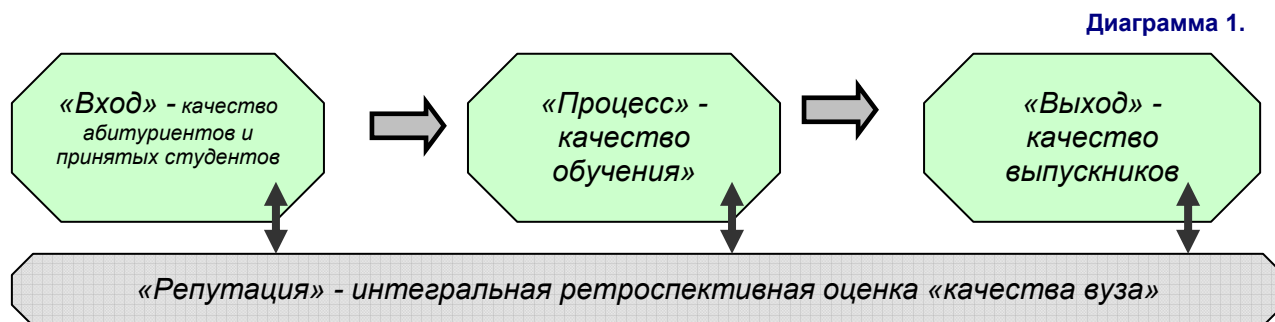 Диаграмма 1.
«Вход» - качество
абитуриентов и
принятых студентов
«Процесс» -
качество
обучения»
«Выход» -
качество
выпускников
«Репутация» - интегральная ретроспективная оценка «качества вуза»